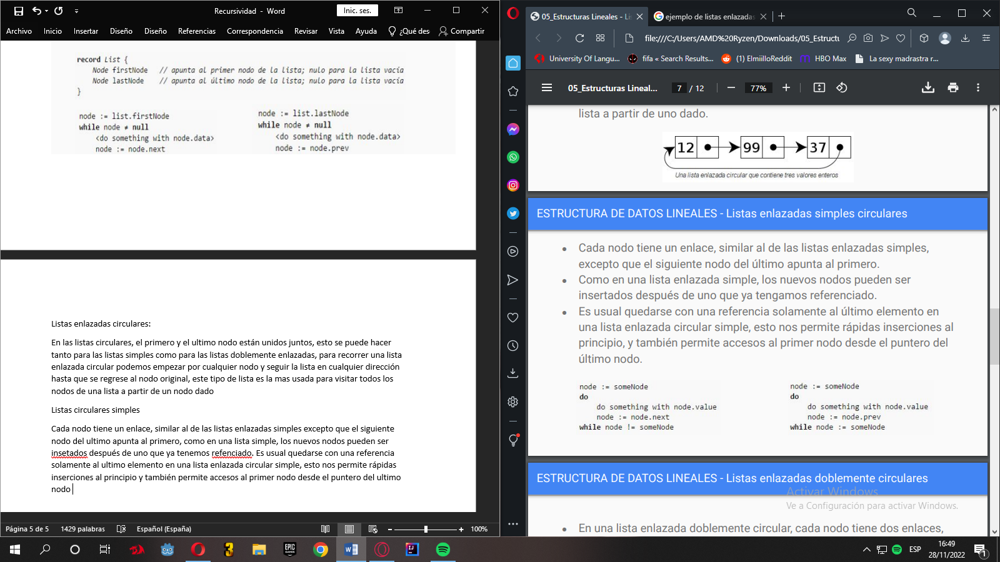 Recursividad - Word
Inic. ses.
Archivo Inicio Insertar Diseño Diseño Referencias Correspondencia Revisar Vista Ayuda ¿Qué des Compartir
record List {
Node firstNode // apunta al primer nodo de la lista; nulo para la lista vacía
Node lastNode // apunta al último nodo de la lista; nulo para la lista vacía
}
node := list.firstNode
while node ≠ null
<do something with node.data>
node := node.next
node := list.lastNode
while node ≠ null
<do something with node.data>
node := node.prev
Listas enlazadas circulares:
En las listas circulares, el primero y el ultimo nodo están unidos juntos, esto se puede hacer
tanto para las listas simples como para las listas doblemente enlazadas, para recorrer una lista
enlazada circular podemos empezar por cualquier nodo y seguir la lista en cualquier dirección
hasta que se regrese al nodo original, este tipo de lista es la mas usada para visitar todos los
nodos de una lista a partir de un nodo dado
Listas circulares simples
Cada nodo tiene un enlace, similar al de las listas enlazadas simples excepto que el siguiente
nodo del ultimo apunta al primero, como en una lista simple, los nuevos nodos pueden ser
insetados después de uno que ya tenemos refenciado. Es usual quedarse con una referencia
solamente al ultimo elemento en una lista enlazada circular simple, esto nos permite rápidas
inserciones al principio y también permite accesos al primer nodo desde el puntero del ultimo
nodo
Página 5 de 5 1429 palabras Español (España) 100%
05_Estructuras Lineales - Lis
ejemplo de listas enlazadas
file:///C:/Users/AMD%20Ryzen/Downloads/05_Estructu
University Of Langu... fifa « Search Results... (1) ElmiilloReddit HBO Max La sexy madrastra r...
05_Estructuras Lineal... 7 / 12 77%
lista a partir de uno dado.
12 99 37
Una lista enlazada circular que contiene tres valores enteros
ESTRUCTURA DE DATOS LINEALES - Listas enlazadas simples circulares
● Cada nodo tiene un enlace, similar al de las listas enlazadas simples,
excepto que el siguiente nodo del último apunta al primero.
● Como en una lista enlazada simple, los nuevos nodos pueden ser
insertados después de uno que ya tengamos referenciado.
● Es usual quedarse con una referencia solamente al último elemento en
una lista enlazada circular simple, esto nos permite rápidas inserciones al
principio, y también permite accesos al primer nodo desde el puntero del
último nodo.
node := someNode
do
do something with node.value
node := node.next
while node != someNode
node := someNode
do
do something with node.value
node := node.prev
while node := someNode
ESTRUCTURA DE DATOS LINEALES - Listas enlazadas doblemente circulares
Activar Windows
Ve a Configuración para activar Windows.
● En una lista enlazada doblemente circular, cada nodo tiene dos enlaces,
3
EPIC GAMES
ESP
16:49
28/11/2022
1